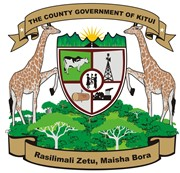 THE COUNTY GOVERNMENT OF KITUI
Rasilimali Zetu, Maisha Bora